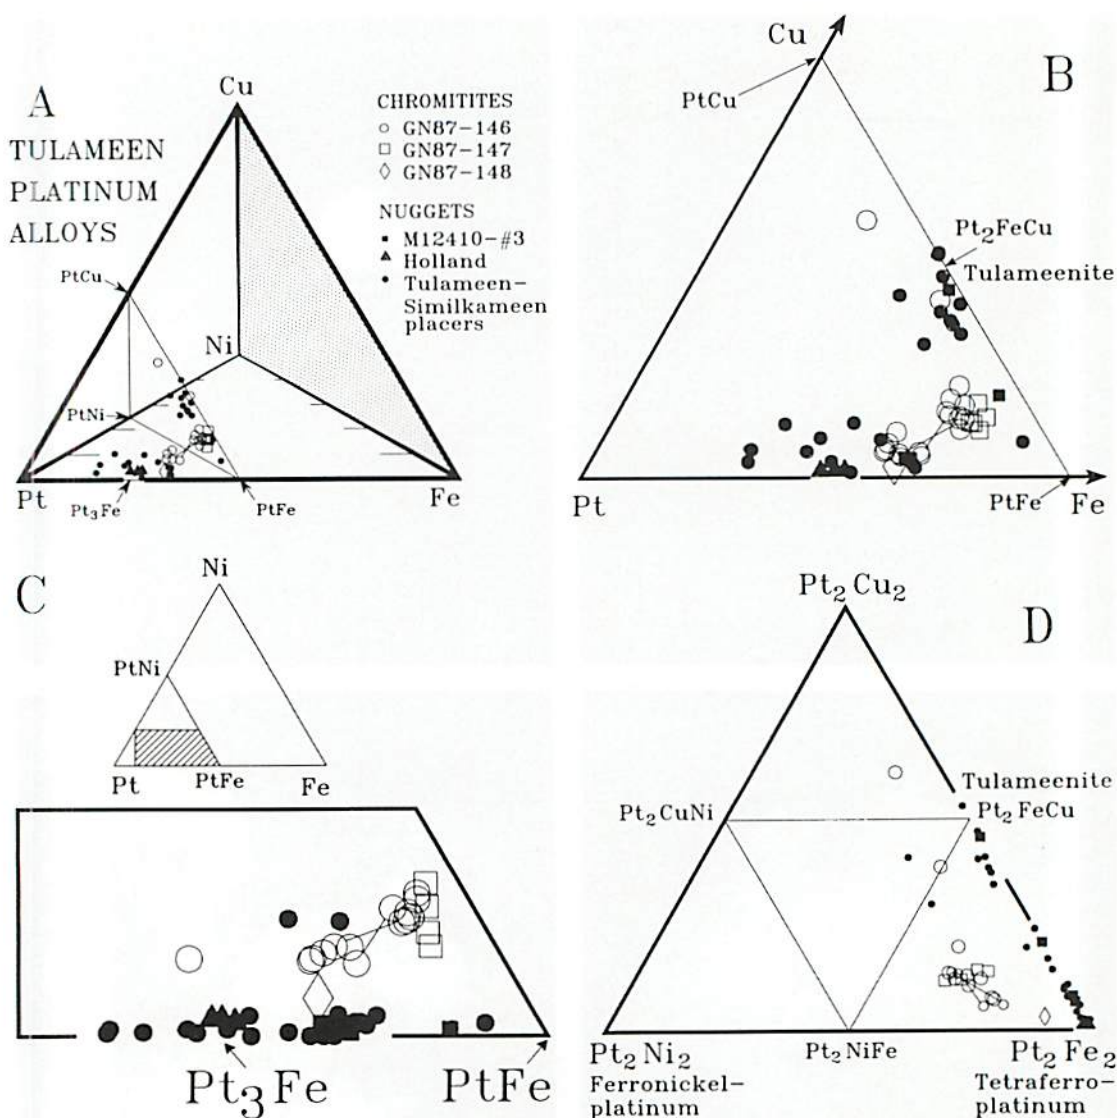 A
TULAMEEN
PLATINUM
ALLOYS
Cu
CHROMITITES
GN87-146
GN87-147
GN87-148
NUGGETS
M12410-#3
Holland
Tulameen-
Similkameen
placers
PtCu
Ni
PtNi
Pt
Pt₃Fe
PtFe
Fe
B
Cu
PtCu
Pt₂FeCu
Tulameenite
Pt
PtFe
Fe
C
Ni
PtNi
Pt
PtFe
Fe
Pt₃Fe
PtFe
D
Pt₂Cu₂
Tulameenite
Pt₂FeCu
Pt₂CuNi
Pt₂Ni₂
Ferronickel-
platinum
Pt₂NiFe
Pt₂Fe₂
Tetraferro-
platinum